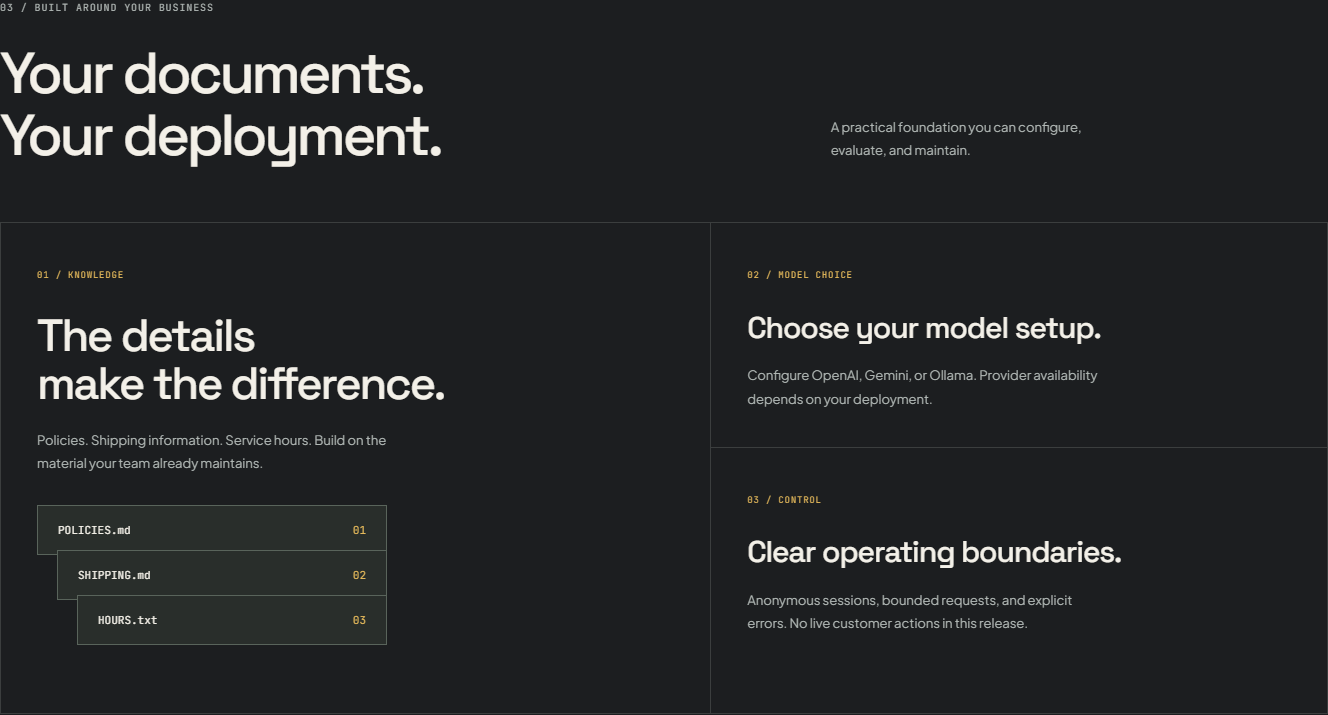 03 / BUILT AROUND YOUR BUSINESS
Your documents.
Your deployment.
A practical foundation you can configure,
evaluate, and maintain.
01 / KNOWLEDGE
The details
make the difference.
Policies. Shipping information. Service hours. Build on the
material your team already maintains.
POLICIES.md 01
SHIPPING.md 02
HOURS.txt 03
02 / MODEL CHOICE
Choose your model setup.
Configure OpenAI, Gemini, or Ollama. Provider availability
depends on your deployment.
03 / CONTROL
Clear operating boundaries.
Anonymous sessions, bounded requests, and explicit
errors. No live customer actions in this release.